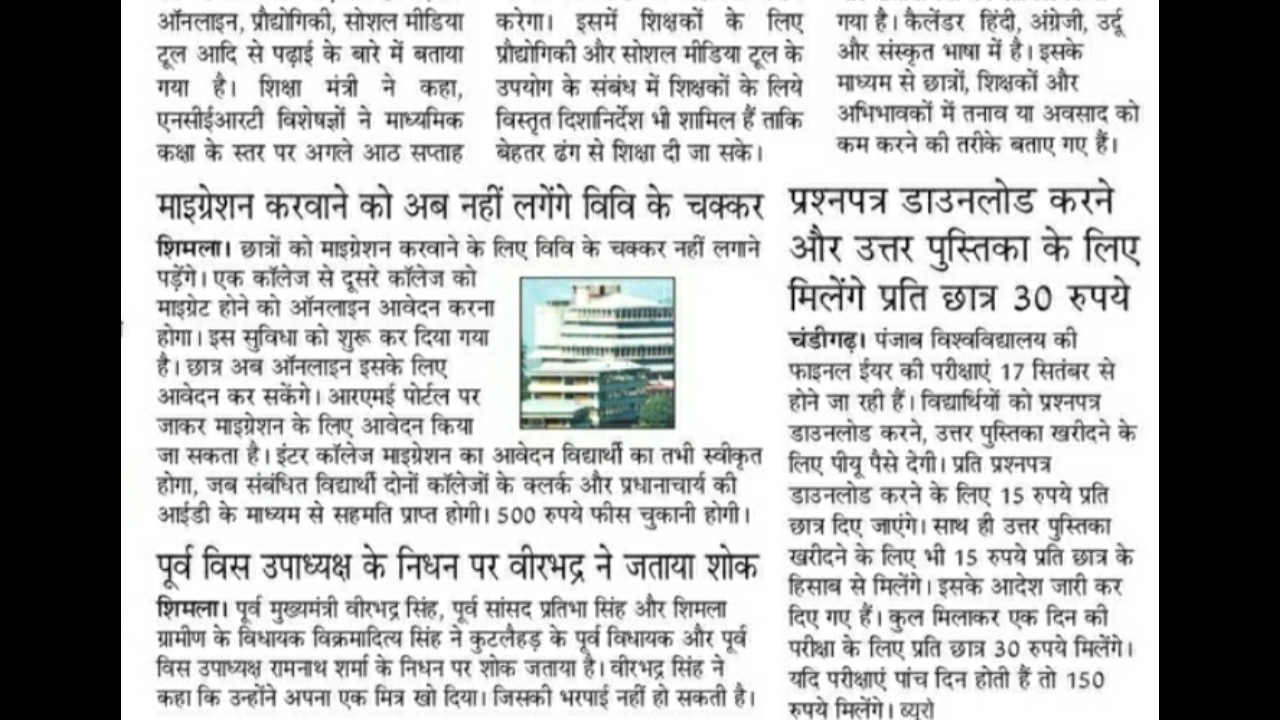 ऑनलाइन, प्रौद्योगिकी, सोशल मीडिया
टूल आदि से पढ़ाई के बारे में बताया
गया है। शिक्षा मंत्री ने कहा,
एनसीईआरटी विशेषज्ञों ने माध्यमिक
कक्षा के स्तर पर अगले आठ सप्ताह
करेगा। इसमें शिक्षकों के लिए
प्रौद्योगिकी और सोशल मीडिया टूल के
उपयोग के संबंध में शिक्षकों के लिये
विस्तृत दिशानिर्देश भी शामिल हैं ताकि
बेहतर ढंग से शिक्षा दी जा सके।
गया है। कैलेंडर हिंदी, अंग्रेजी, उर्दू
और संस्कृत भाषा में है। इसके
माध्यम से छात्रों, शिक्षकों और
अभिभावकों में तनाव या अवसाद को
कम करने की तरीके बताए गए हैं।
माइग्रेशन करवाने को अब नहीं लगेंगे विवि के चक्कर
शिमला। छात्रों को माइग्रेशन करवाने के लिए विवि के चक्कर नहीं लगाने
पड़ेंगे। एक कॉलेज से दूसरे कॉलेज को
माइग्रेट होने को ऑनलाइन आवेदन करना
होगा। इस सुविधा को शुरू कर दिया गया
है। छात्र अब ऑनलाइन इसके लिए
आवेदन कर सकेंगे। आरएमई पोर्टल पर
जाकर माइग्रेशन के लिए आवेदन किया
जा सकता है। इंटर कॉलेज माइग्रेशन का आवेदन विद्यार्थी का तभी स्वीकृत
होगा, जब संबंधित विद्यार्थी दोनों कॉलेजों के क्लर्क और प्रधानाचार्य की
आईडी के माध्यम से सहमति प्राप्त होगी। 500 रुपये फीस चुकानी होगी।
पूर्व विस उपाध्यक्ष के निधन पर वीरभद्र ने जताया शोक
शिमला। पूर्व मुख्यमंत्री वीरभद्र सिंह, पूर्व सांसद प्रतिभा सिंह और शिमला
ग्रामीण के विधायक विक्रमादित्य सिंह ने कुटलैहड़ के पूर्व विधायक और पूर्व
विस उपाध्यक्ष रामनाथ शर्मा के निधन पर शोक जताया है। वीरभद्र सिंह ने
कहा कि उन्होंने अपना एक मित्र खो दिया। जिसकी भरपाई नहीं हो सकती है।
प्रश्नपत्र डाउनलोड करने
और उत्तर पुस्तिका के लिए
मिलेंगे प्रति छात्र 30 रुपये
चंडीगढ़। पंजाब विश्वविद्यालय की
फाइनल ईयर की परीक्षाएं 17 सितंबर से
होने जा रही हैं। विद्यार्थियों को प्रश्नपत्र
डाउनलोड करने, उत्तर पुस्तिका खरीदने के
लिए पीयू पैसे देगी। प्रति प्रश्नपत्र
डाउनलोड करने के लिए 15 रुपये प्रति
छात्र दिए जाएंगे। साथ ही उत्तर पुस्तिका
खरीदने के लिए भी 15 रुपये प्रति छात्र के
हिसाब से मिलेंगे। इसके आदेश जारी कर
दिए गए हैं। कुल मिलाकर एक दिन की
परीक्षा के लिए प्रति छात्र 30 रुपये मिलेंगे।
यदि परीक्षाएं पांच दिन होती हैं तो 150
रुपये मिलेंगे। ब्यूरो